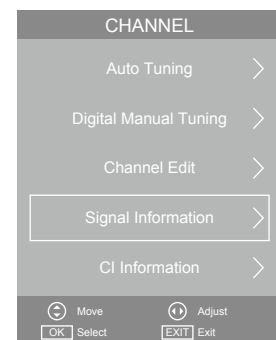 CHANNEL
Auto Tuning
Digital Manual Tuning
Channel Edit
Signal Information
CI Information
Move Adjust
OK Select EXIT Exit